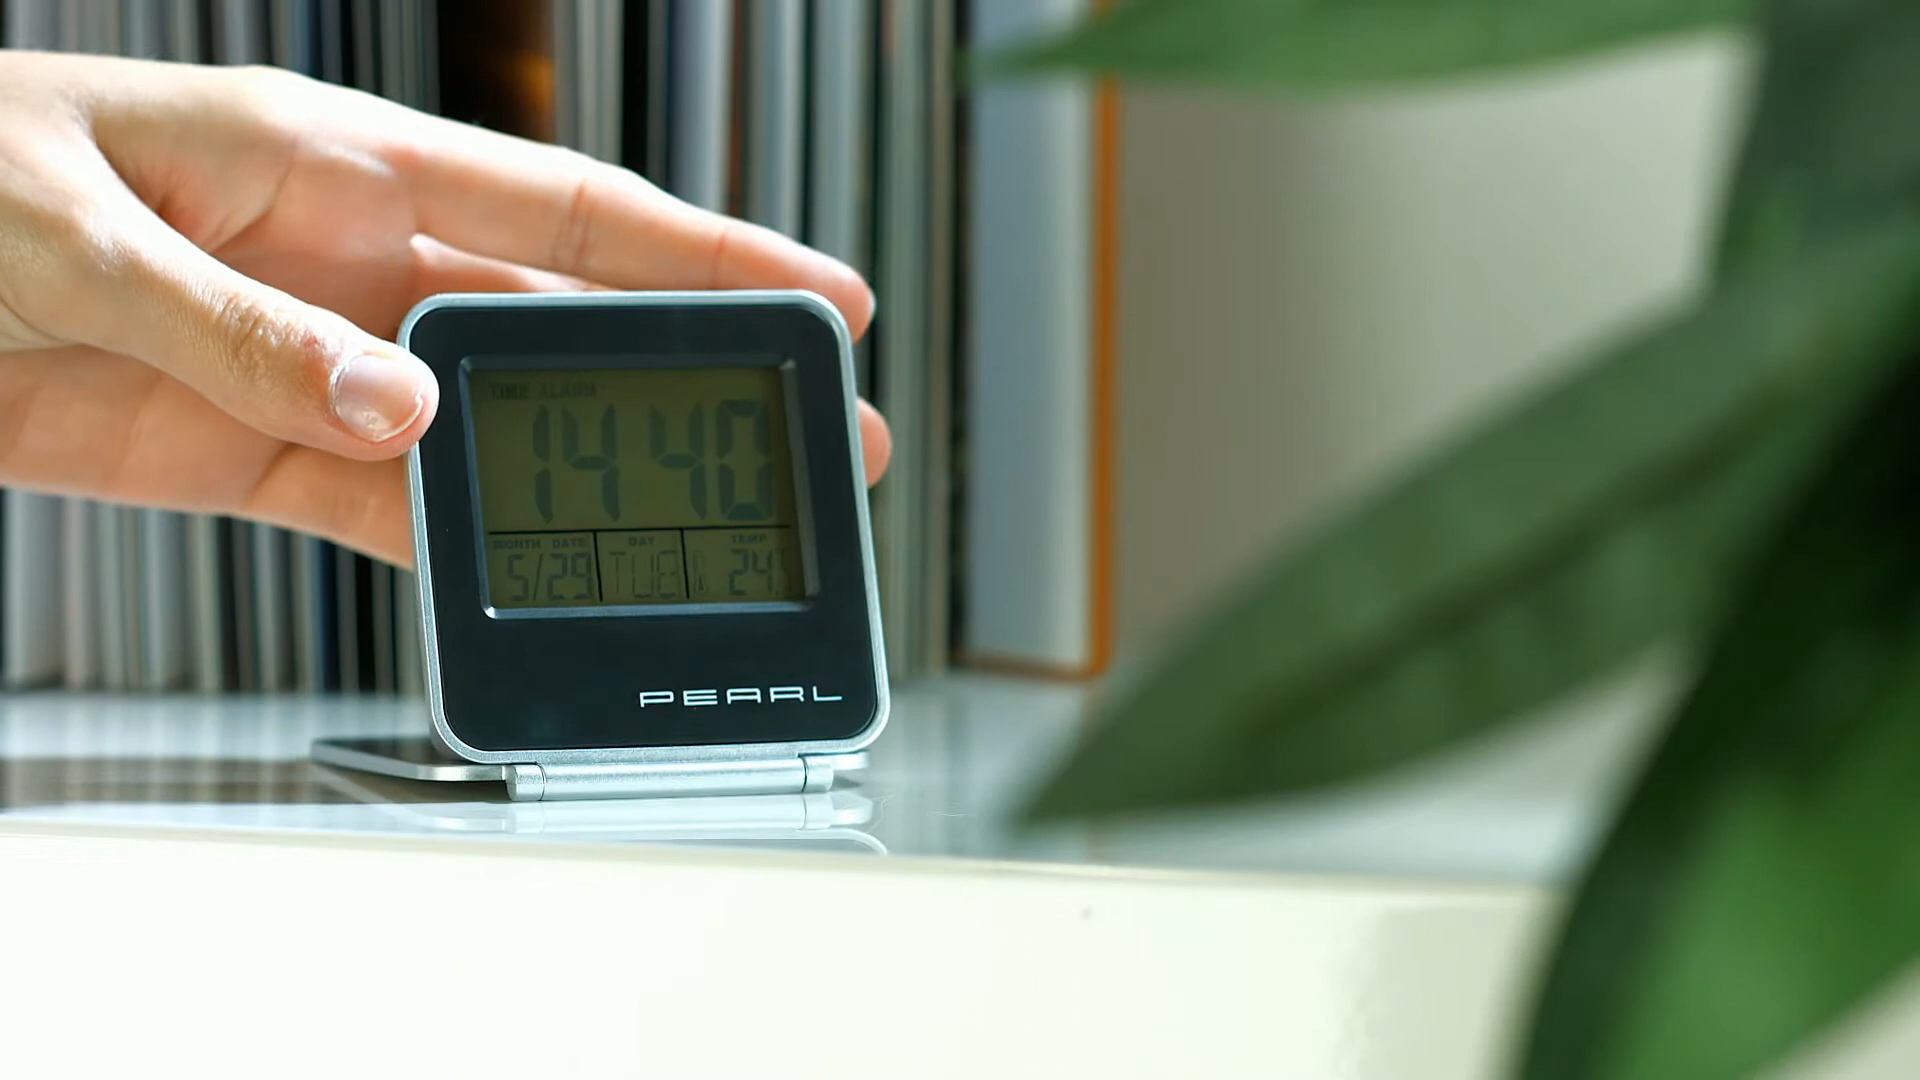 TIME ALARM
14 40
MONTH DATE DAY TEMP
5/29 TUE 24
PEARL